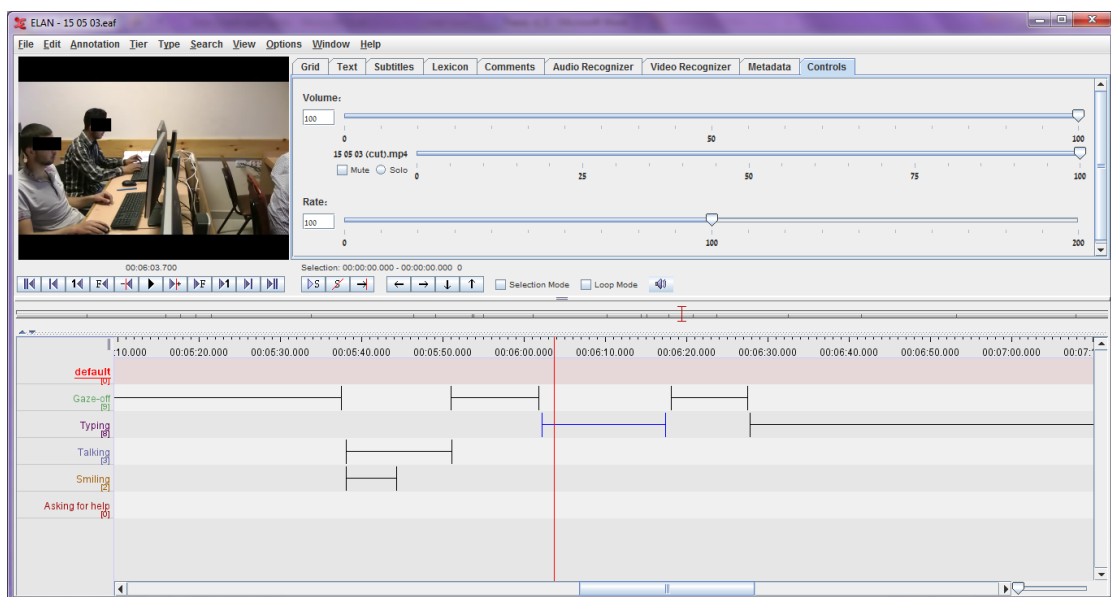 ELAN - 15 05 03.eaf
File Edit Annotation Tier Type Search View Options Window Help
Grid Text Subtitles Lexicon Comments Audio Recognizer Video Recognizer Metadata Controls
Volume:
100
0 50 100
15 05 03 (cut).mp4
Mute Solo
0 25 50 75 100
Rate:
100
0 100 200
00:06:03.700
Selection: 00:00:00.000 - 00:00:00.000 0
Selection Mode Loop Mode
:10.000 00:05:20.000 00:05:30.000 00:05:40.000 00:05:50.000 00:06:00.000 00:06:10.000 00:06:20.000 00:06:30.000 00:06:40.000 00:06:50.000 00:07:00.000 00:07:
default
[0]
Gaze-off
[9]
Typing
[8]
Talking
[3]
Smiling
[2]
Asking for help
[0]